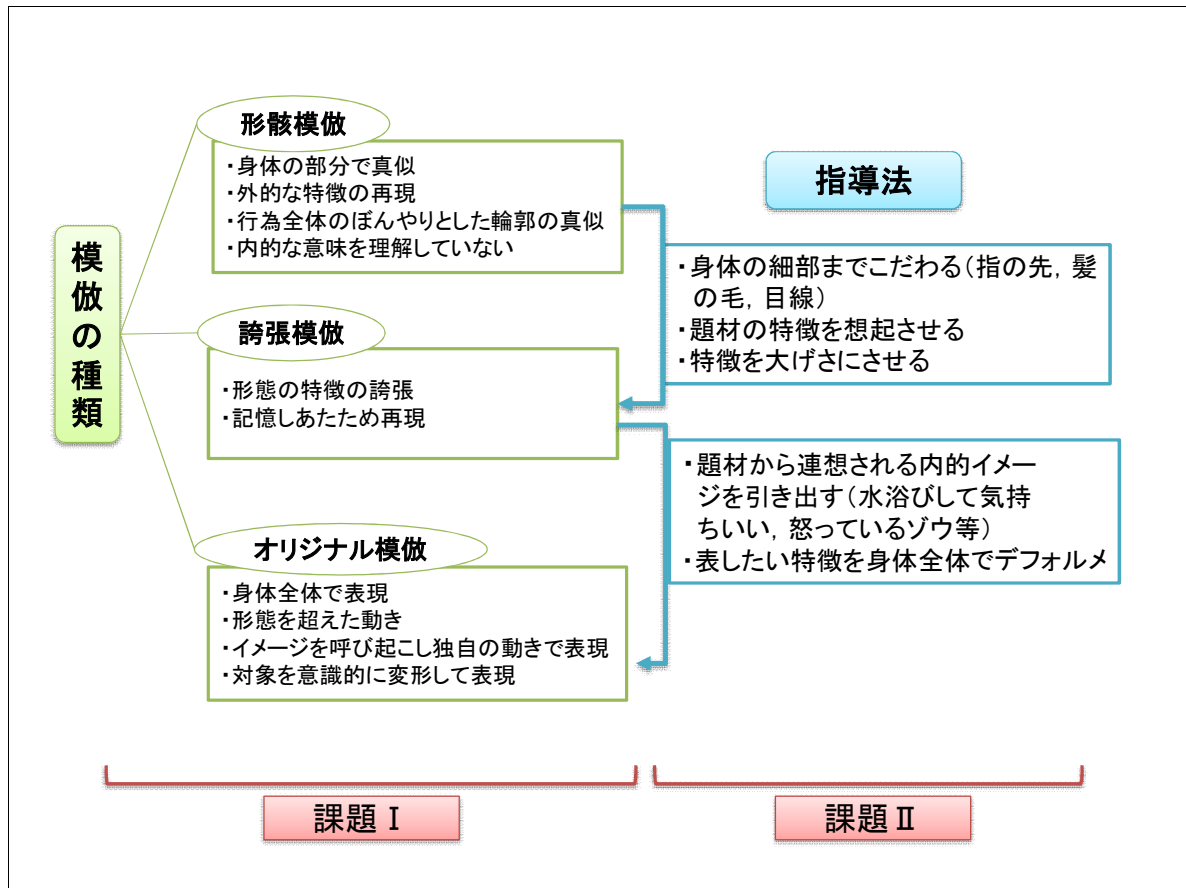 模倣の種類
形骸模倣
・身体の部分で真似
・外的な特徴の再現
・行為全体のぼんやりとした輪郭の真似
・内的な意味を理解していない
誇張模倣
・形態の特徴の誇張
・記憶しあたため再現
オリジナル模倣
・身体全体で表現
・形態を超えた動き
・イメージを呼び起こし独自の動きで表現
・対象を意識的に変形して表現
指導法
・身体の細部までこだわる（指の先，髪
の毛，目線）
・題材の特徴を想起させる
・特徴を大げさにさせる
・題材から連想される内的イメー
ジを引き出す（水浴びして気持
ちいい，怒っているゾウ等）
・表したい特徴を身体全体でデフォルメ
課題Ⅰ
課題Ⅱ